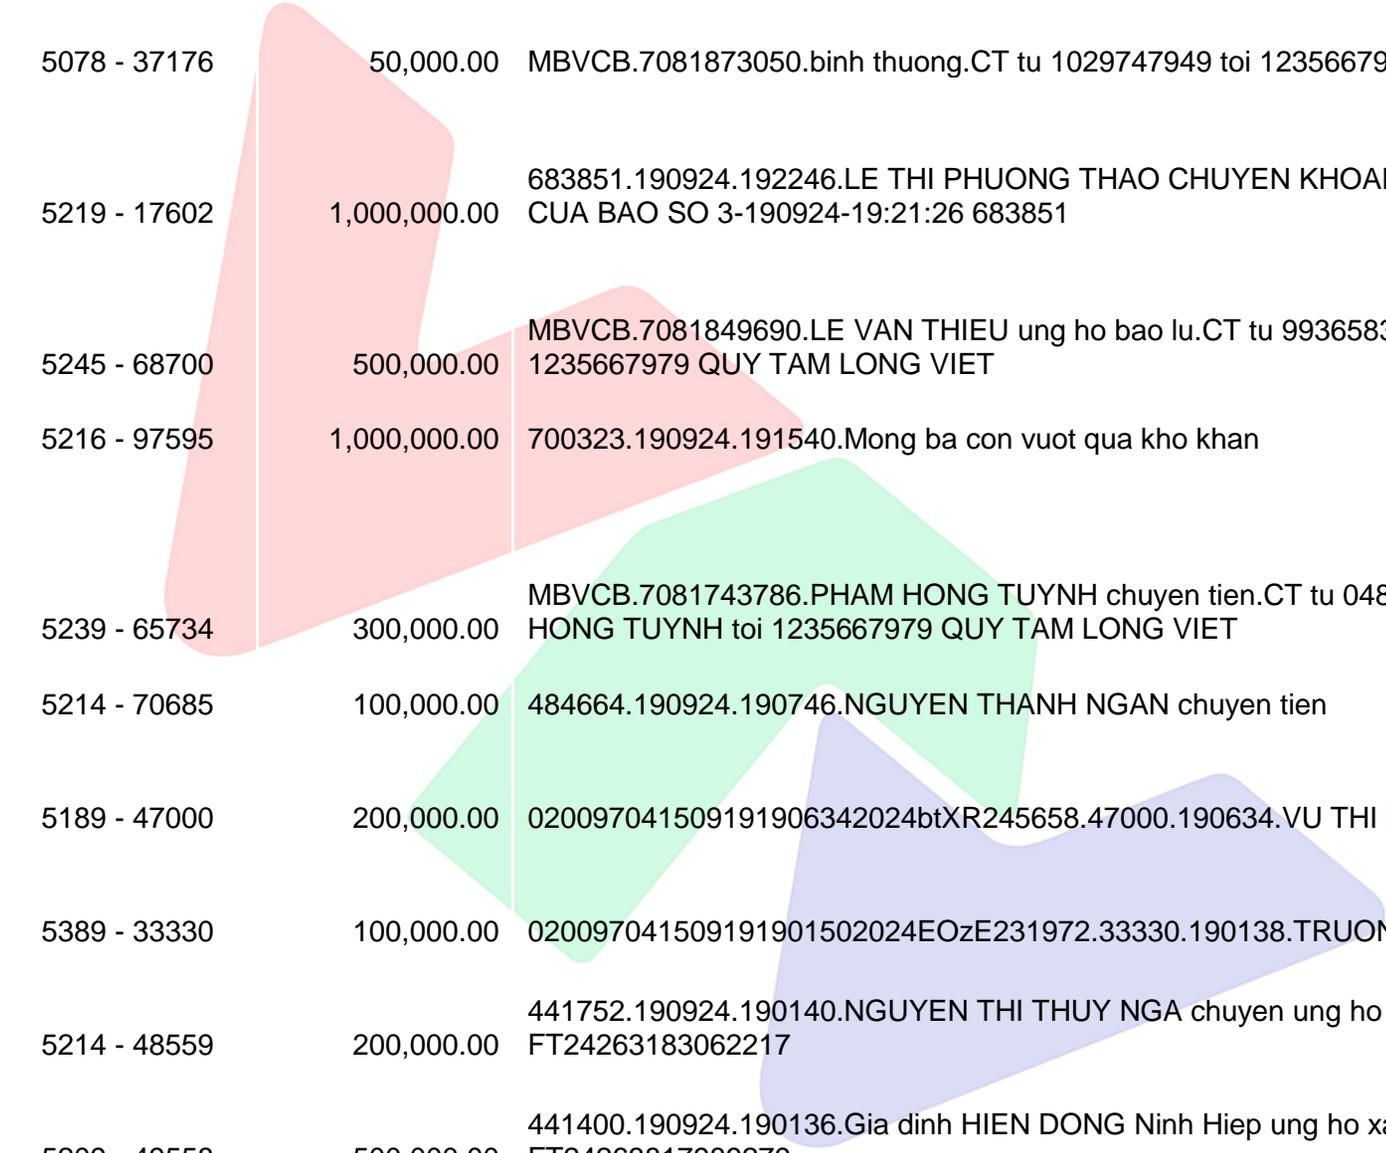 5078 - 37176 50,000.00 MBVCB.7081873050.binh thuong.CT tu 1029747949 toi 12356679
683851.190924.192246.LE THI PHUONG THAO CHUYEN KHOAN
5219 - 17602 1,000,000.00 CUA BAO SO 3-190924-19:21:26 683851
MBVCB.7081849690.LE VAN THIEU ung ho bao lu.CT tu 9936583
5245 - 68700 500,000.00 1235667979 QUY TAM LONG VIET
5216 - 97595 1,000,000.00 700323.190924.191540.Mong ba con vuot qua kho khan
MBVCB.7081743786.PHAM HONG TUYNH chuyen tien.CT tu 048
5239 - 65734 300,000.00 HONG TUYNH toi 1235667979 QUY TAM LONG VIET
5214 - 70685 100,000.00 484664.190924.190746.NGUYEN THANH NGAN chuyen tien
5189 - 47000 200,000.00 020097041509191906342024btXR245658.47000.190634.VU THI
5389 - 33330 100,000.00 020097041509191901502024EOzE231972.33330.190138.TRUON
441752.190924.190140.NGUYEN THI THUY NGA chuyen ung ho
5214 - 48559 200,000.00 FT24263183062217
441400.190924.190136.Gia dinh HIEN DONG Ninh Hiep ung ho